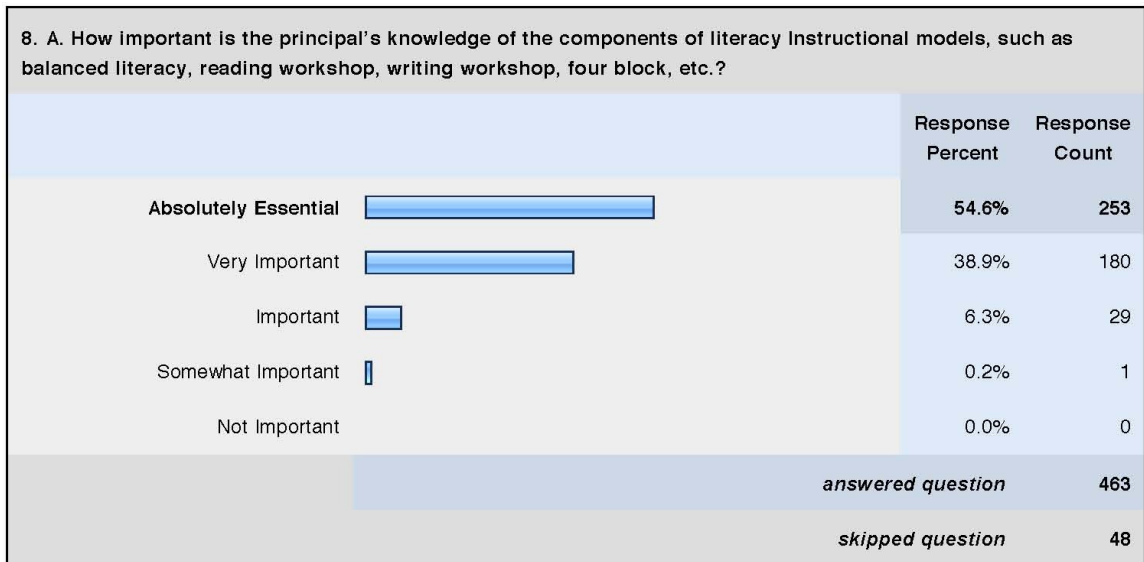 8. A. How important is the principal's knowledge of the components of literacy Instructional models, such as
balanced literacy, reading workshop, writing workshop, four block, etc.?
Response Percent Response Count
Absolutely Essential 54.6% 253
Very Important 38.9% 180
Important 6.3% 29
Somewhat Important 0.2% 1
Not Important 0.0% 0
answered question 463
skipped question 48